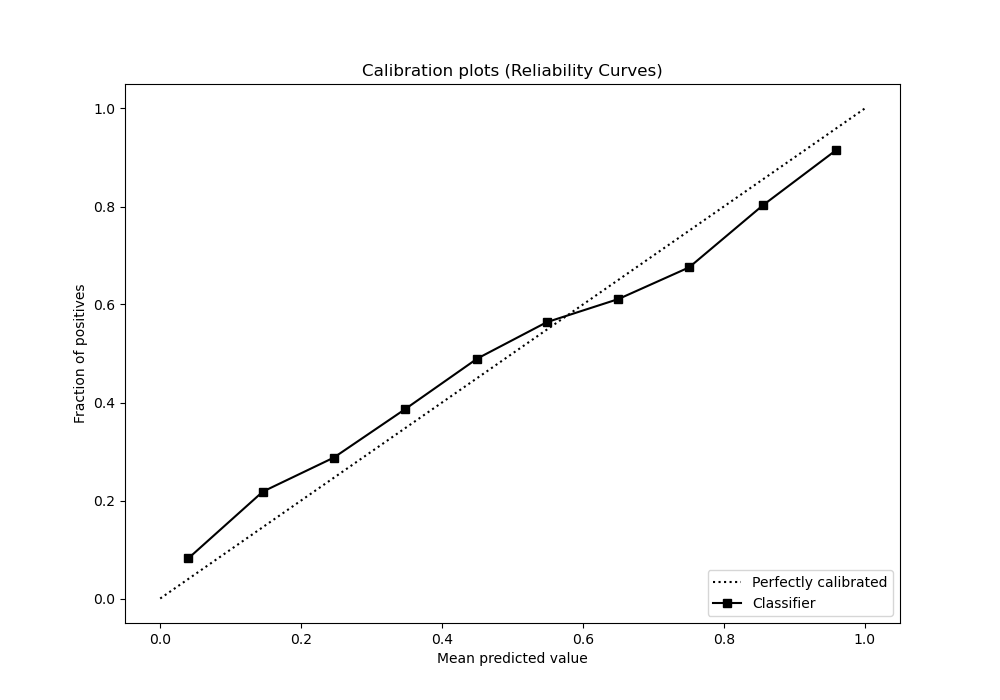 Calibration plots (Reliability Curves)
1.0
0.8
0.6
0.4
0.2
0.0
Fraction of positives
Perfectly calibrated
Classifier
0.0 0.2 0.4 0.6 0.8 1.0
Mean predicted value